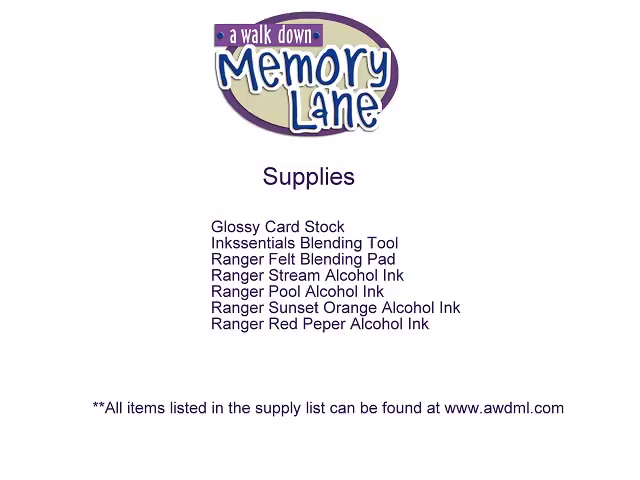 a walk down
Memory
Lane
Supplies
Glossy Card Stock
Inkssentials Blending Tool
Ranger Felt Blending Pad
Ranger Stream Alcohol Ink
Ranger Pool Alcohol Ink
Ranger Sunset Orange Alcohol Ink
Ranger Red Peper Alcohol Ink
**All items listed in the supply list can be found at www.awdml.com